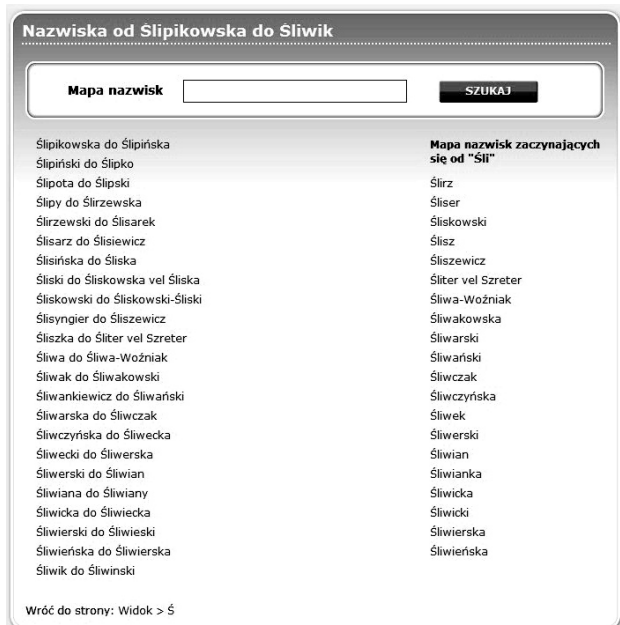 Nazwiska od Ślipikowska do Śliwik
Mapa nazwisk
SZUKAJ
Ślipikowska do Ślipińska
Ślipiński do Ślipko
Ślipota do Ślipski
Ślipy do Ślirzewska
Ślirzewski do Ślisarek
Ślisarz do Ślisiewicz
Ślisińska do Śliska
Śliski do Śliskowska vel Śliska
Śliskowski do Śliskowski-Śliski
Ślisyngier do Śliszewicz
Śliszka do Śliter vel Szreter
Śliwa do Śliwa-Woźniak
Śliwak do Śliwakowski
Śliwankiewicz do Śliwański
Śliwarska do Śliwczak
Śliwczyńska do Śliwecka
Śliwecki do Śliwerska
Śliwerski do Śliwian
Śliwiana do Śliwiany
Śliwicka do Śliwiecka
Śliwierski do Śliwieski
Śliwieńska do Śliwierska
Śliwik do Śliwinski
Mapa nazwisk zaczynających
się od "Śli"
Ślirz
Śliser
Śliskowski
Ślisz
Śliszewicz
Śliter vel Szreter
Śliwa-Woźniak
Śliwakowska
Śliwarski
Śliwański
Śliwczak
Śliwczyńska
Śliwek
Śliwerski
Śliwian
Śliwianka
Śliwicka
Śliwicki
Śliwierska
Śliwieńska
Wróć do strony: Widok > Ś